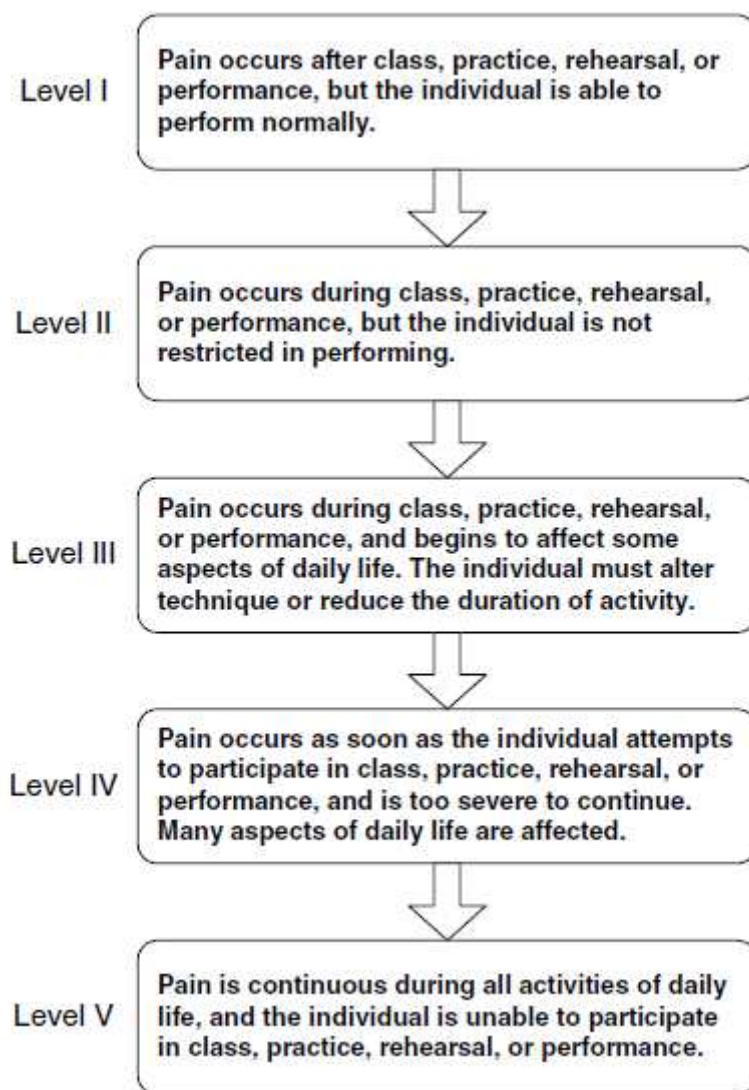 Level I
Pain occurs after class, practice, rehearsal, or
performance, but the individual is able to
perform normally.
Level II
Pain occurs during class, practice, rehearsal,
or performance, but the individual is not
restricted in performing.
Level III
Pain occurs during class, practice, rehearsal,
or performance, and begins to affect some
aspects of daily life. The individual must alter
technique or reduce the duration of activity.
Level IV
Pain occurs as soon as the individual attempts
to participate in class, practice, rehearsal, or
performance, and is too severe to continue.
Many aspects of daily life are affected.
Level V
Pain is continuous during all activities of daily
life, and the individual is unable to participate
in class, practice, rehearsal, or performance.